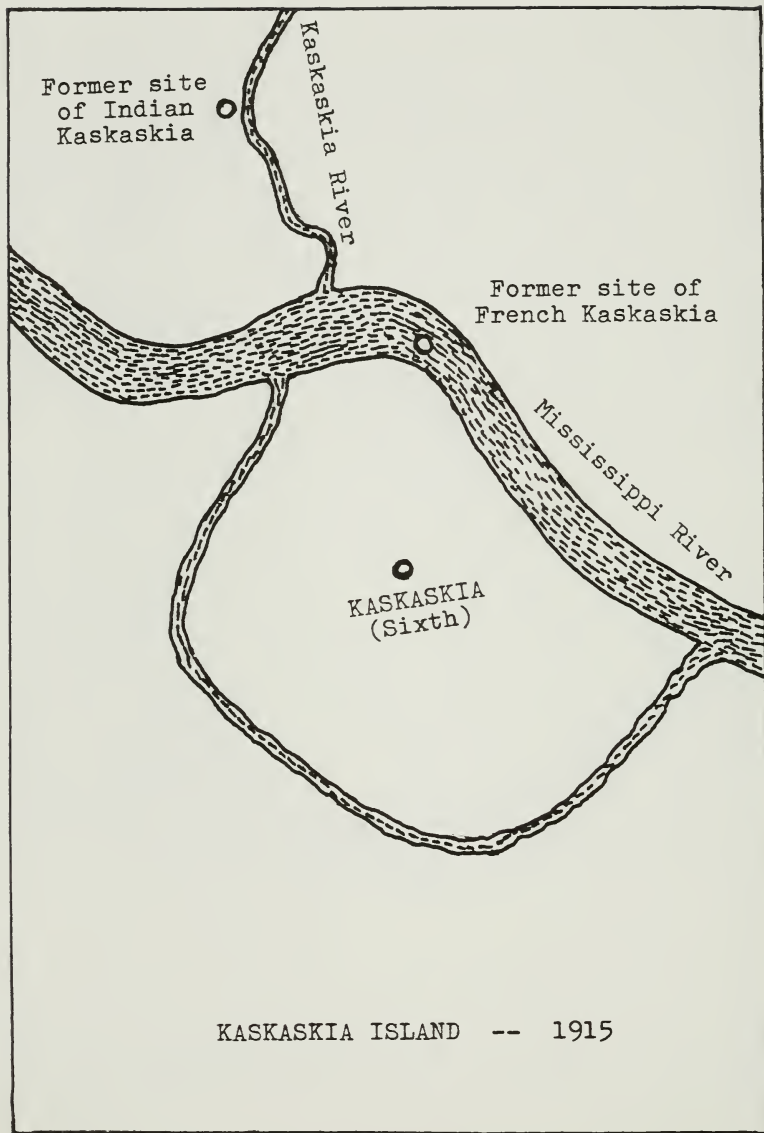 Former site
of Indian
Kaskaskia
Kaskaskia River
Former site of
French Kaskaskia
Mississippi River
KASKASKIA
(Sixth)
KASKASKIA ISLAND -- 1915